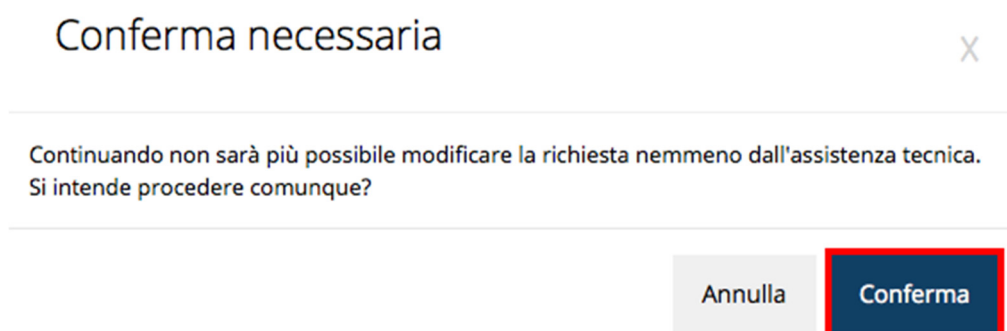 Conferma necessaria
X
Continuando non sarà più possibile modificare la richiesta nemmeno dall'assistenza tecnica.
Si intende procedere comunque?
Annulla
Conferma